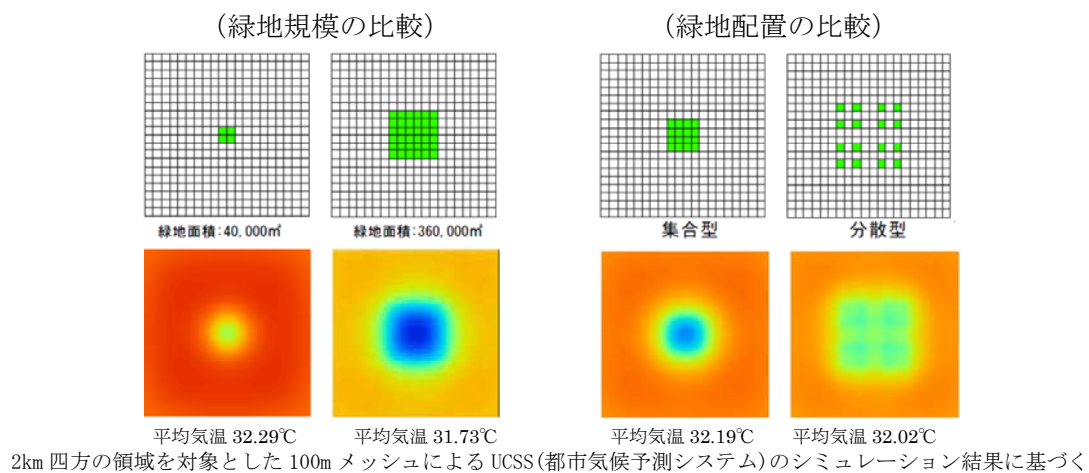 (緑地規模の比較)
(緑地配置の比較)
緑地面積:40,000㎡
緑地面積:360,000㎡
集合型
分散型
平均気温 32.29℃
平均気温 31.73℃
平均気温 32.19℃
平均気温 32.02℃
2km 四方の領域を対象とした 100m メッシュによる UCSS(都市気候予測システム)のシミュレーション結果に基づく